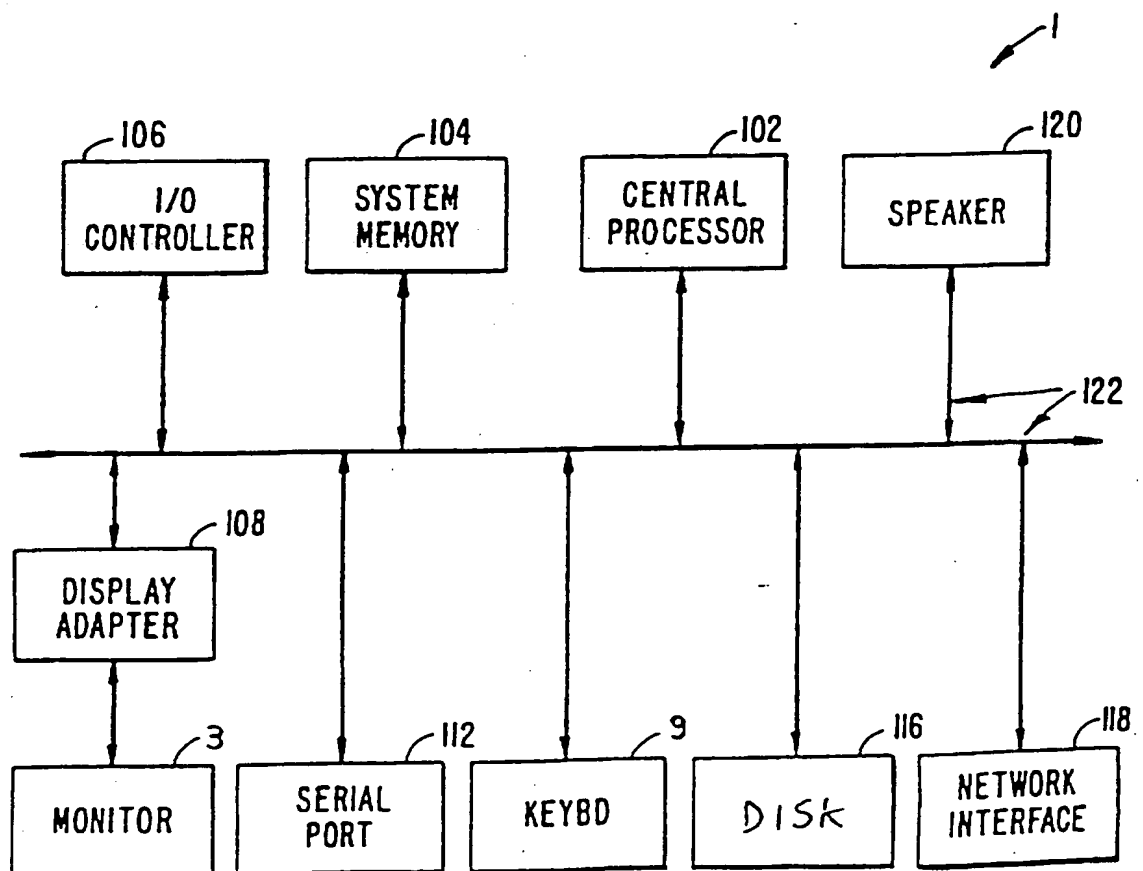 1
106
104
102
120
I/O
CONTROLLER
SYSTEM
MEMORY
CENTRAL
PROCESSOR
SPEAKER
122
108
DISPLAY
ADAPTER
3
112
9
116
118
MONITOR
SERIAL
PORT
KEYBD
DISK
NETWORK
INTERFACE